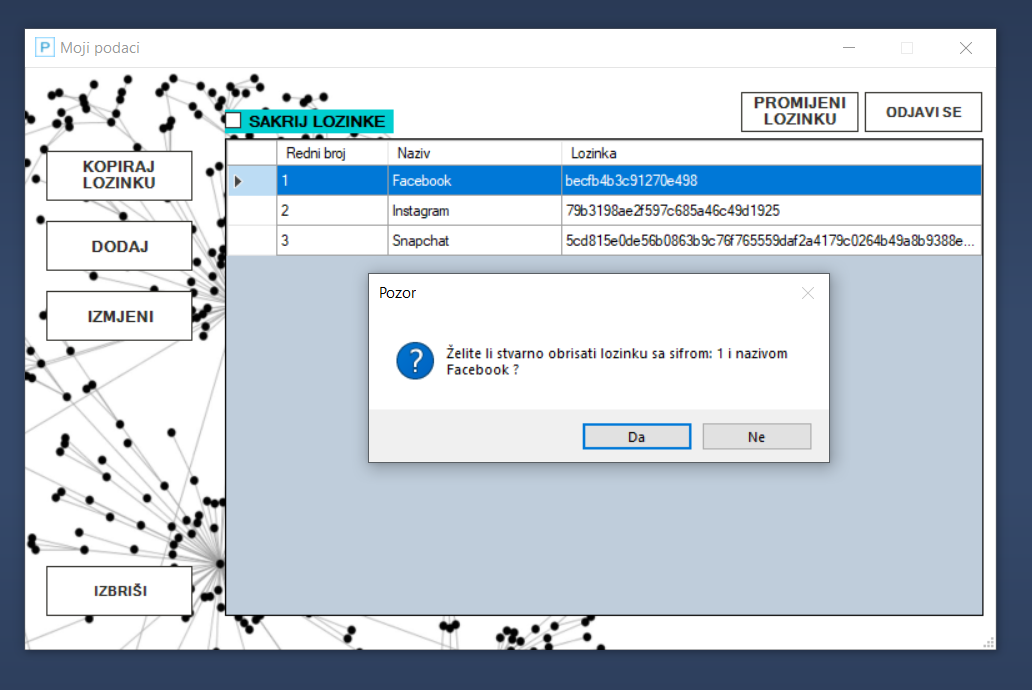 P Moji podaci
SAKRIJ LOZINKE
PROMIJENI
LOZINKU
ODJAVI SE
KOPIRAJ
LOZINKU
DODAJ
IZMJENI
IZBRIŠI
Redni broj Naziv Lozinka
1 Facebook becfb4b3c91270e498
2 Instagram 79b3198ae2f597c685a46c49d1925
3 Snapchat 5cd815e0de56b0863b9c76f765559daf2a4179c0264b49a8b9388e...
Pozor
Želite li stvarno obrisati lozinku sa sifrom: 1 i nazivom
Facebook ?
Da Ne